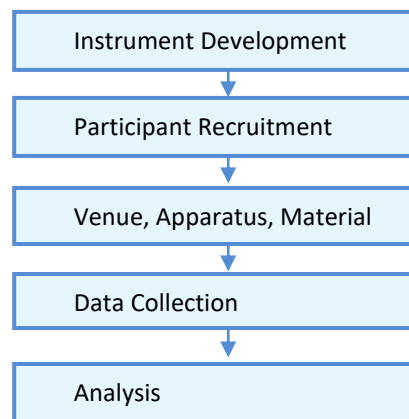 Instrument Development
Participant Recruitment
Venue, Apparatus, Material
Data Collection
Analysis